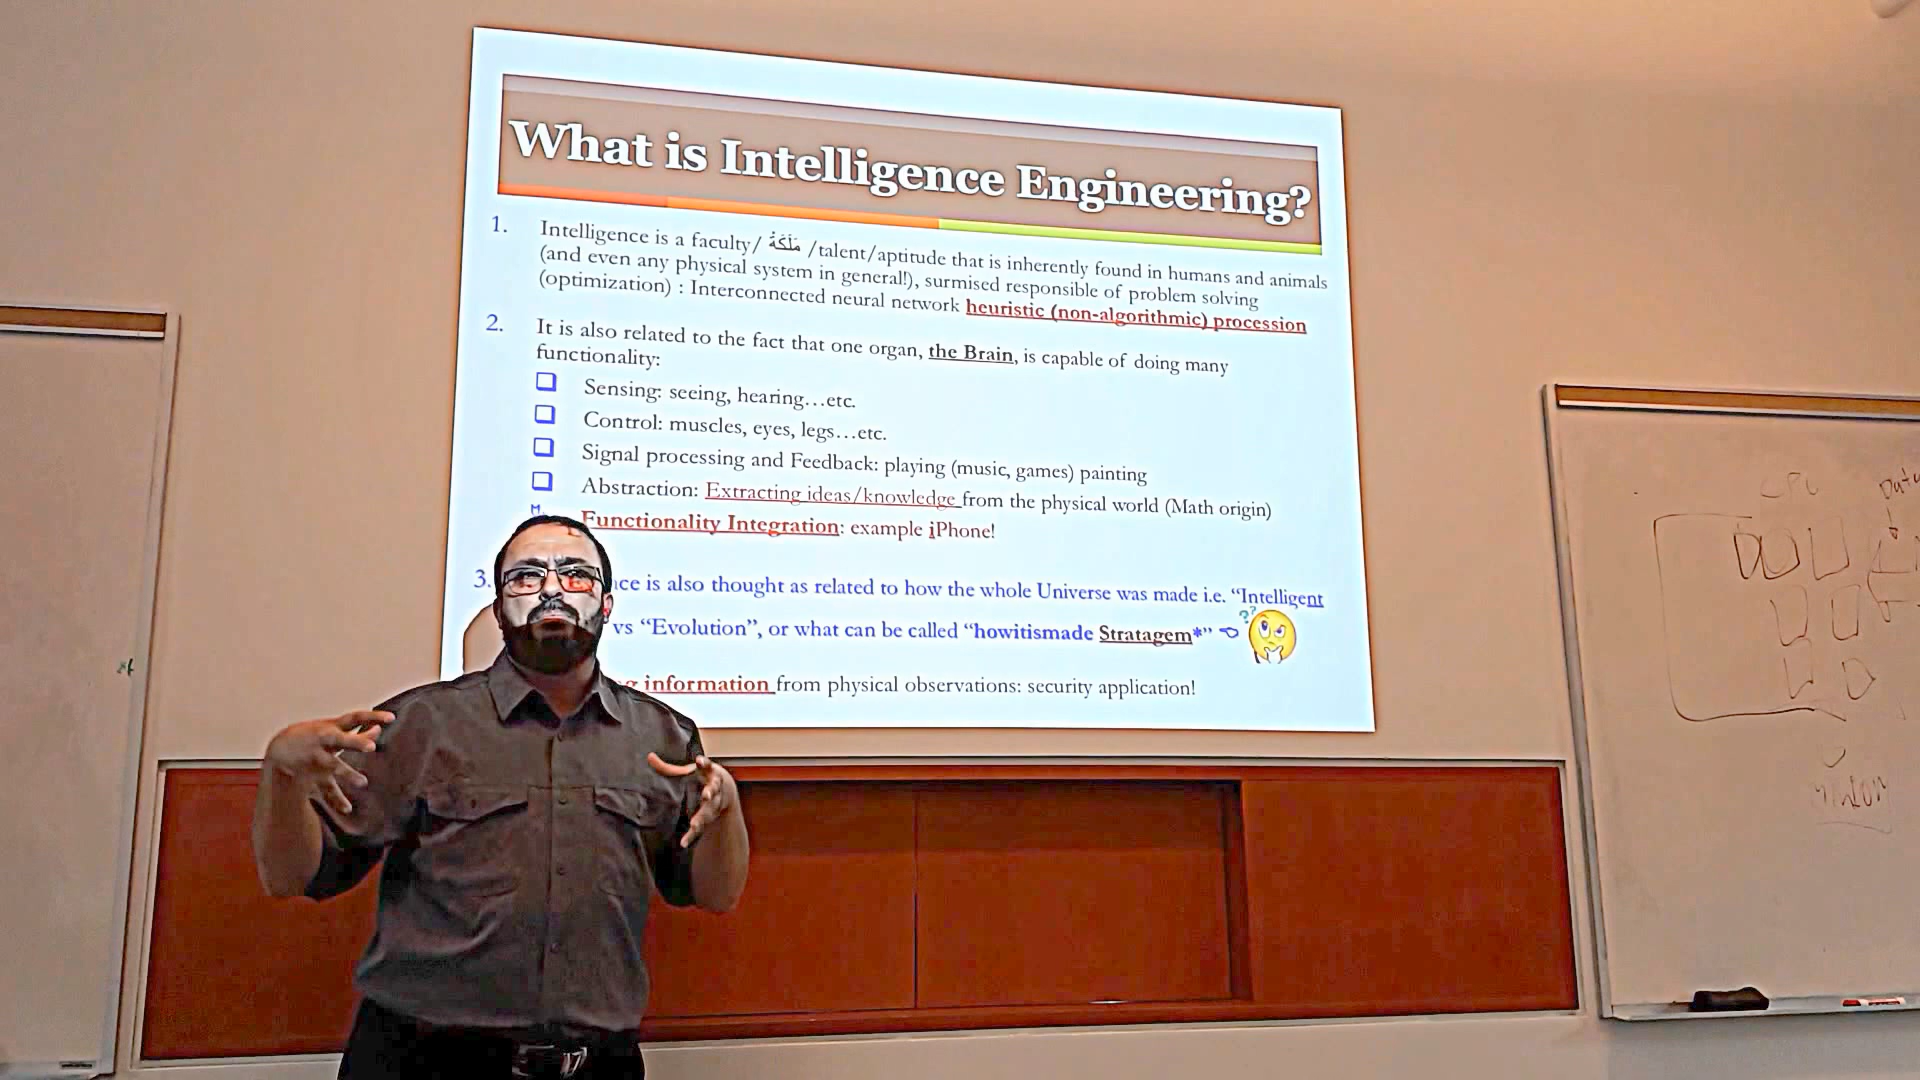 What is Intelligence Engineering?
1. Intelligence is a faculty/ مَلَكَةٌ /talent/aptitude that is inherently found in humans and animals
(and even any physical system in general!), surmised responsible of problem solving
(optimization) : Interconnected neural network heuristic (non-algorithmic) procession
2. It is also related to the fact that one organ, the Brain, is capable of doing many
functionality:
Sensing: seeing, hearing…etc.
Control: muscles, eyes, legs…etc.
Signal processing and Feedback: playing (music, games) painting
Abstraction: Extracting ideas/knowledge from the physical world (Math origin)
Functionality Integration: example iPhone!
3. is also thought as related to how the whole Universe was made i.e. “Intelligent
vs “Evolution”, or what can be called “howitismade Stratagem*”
??
information from physical observations: security application!
CPU
Data